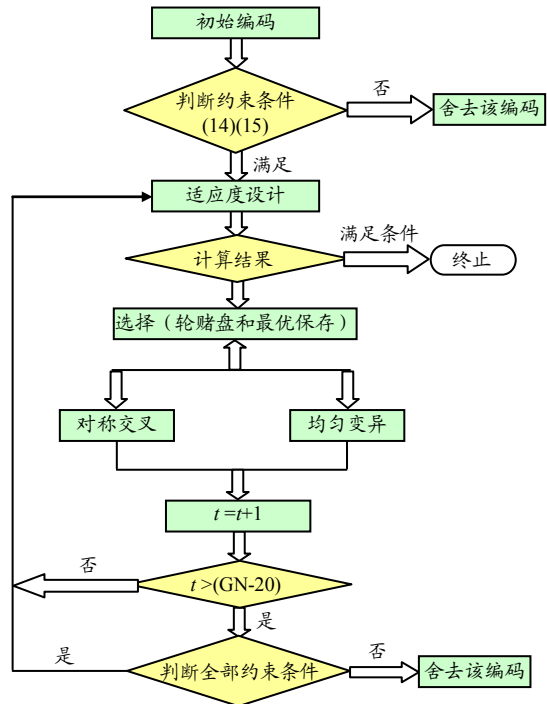 初始编码
判断约束条件
(14)(15)
否
舍去该编码
满足
适应度设计
计算结果
满足条件
终止
选择（轮赌盘和最优保存）
对称交叉
均匀变异
t =t+1
否
t >(GN-20)
是
是
判断全部约束条件
否
舍去该编码